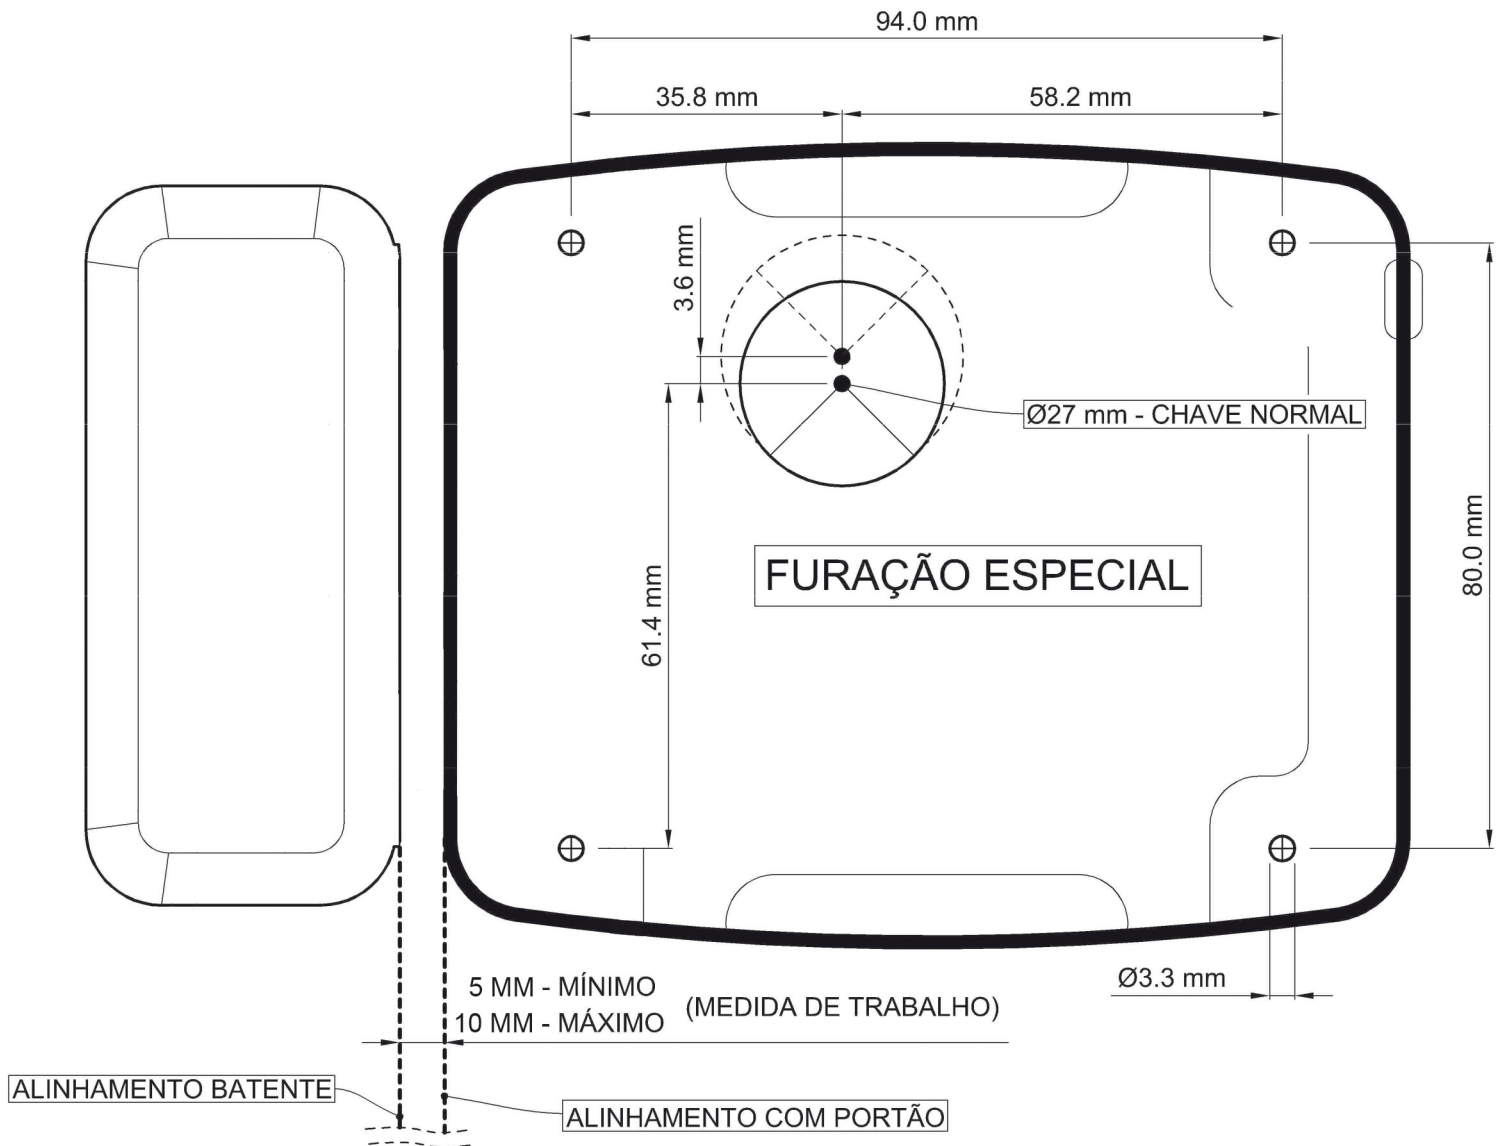 94.0 mm
35.8 mm
58.2 mm
3.6 mm
Ø27 mm - CHAVE NORMAL
FURAÇÃO ESPECIAL
61.4 mm
80.0 mm
Ø3.3 mm
5 MM - MÍNIMO
10 MM - MÁXIMO
(MEDIDA DE TRABALHO)
ALINHAMENTO BATENTE
ALINHAMENTO COM PORTÃO